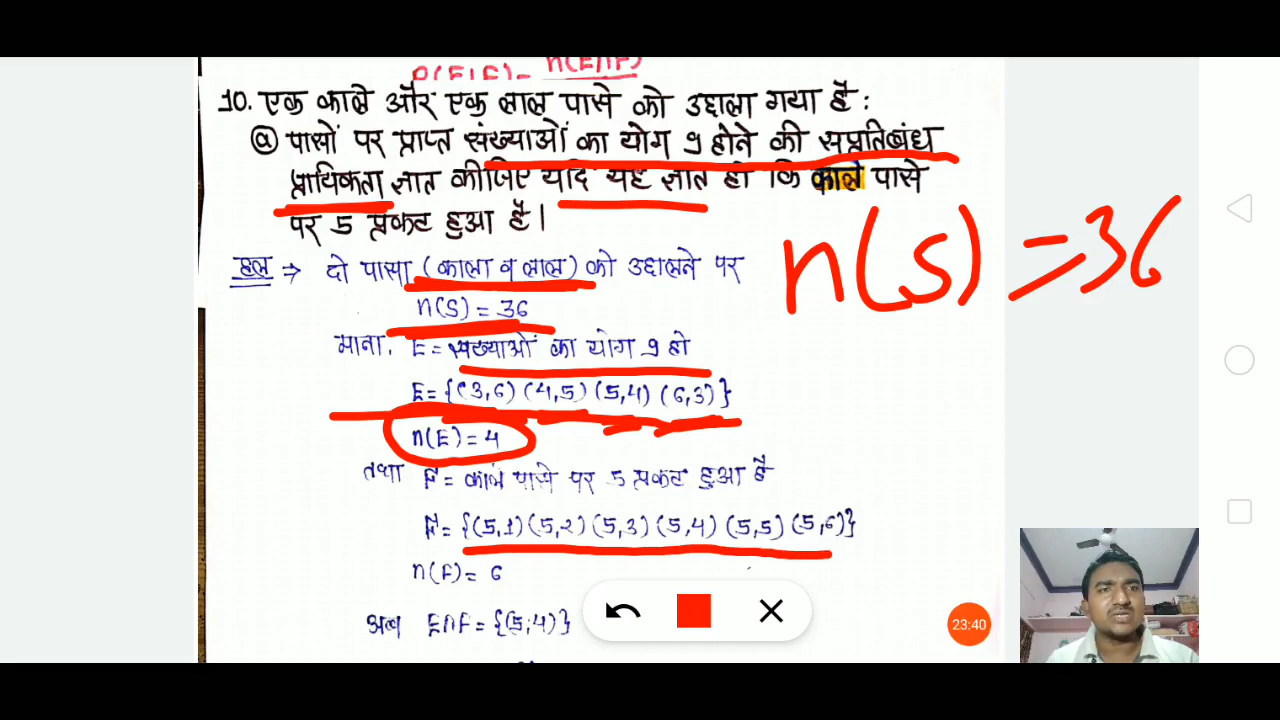 P(E|F)= n(E∩F)
10. एक काले और एक लाल पासे को उछाला गया है:
ⓐ पासों पर प्राप्त संख्याओं का योग 9 होने की सप्रतिबंध
प्रायिकता ज्ञात कीजिए यदि यह ज्ञात हो कि काले पासे
पर 5 प्रकट हुआ है।
n(S) = 36
हल ⇒ दो पासा (काला व लाल) को उछालने पर
n(S) = 36
माना, E = संख्याओं का योग 9 हो
E = {(3,6) (4,5) (5,4) (6,3)}
n(E) = 4
तथा F = काले पासे पर 5 प्रकट हुआ है
F = {(5,1) (5,2) (5,3) (5,4) (5,5) (5,6)}
n(F) = 6
अब E∩F = {(5,4)}
23:40